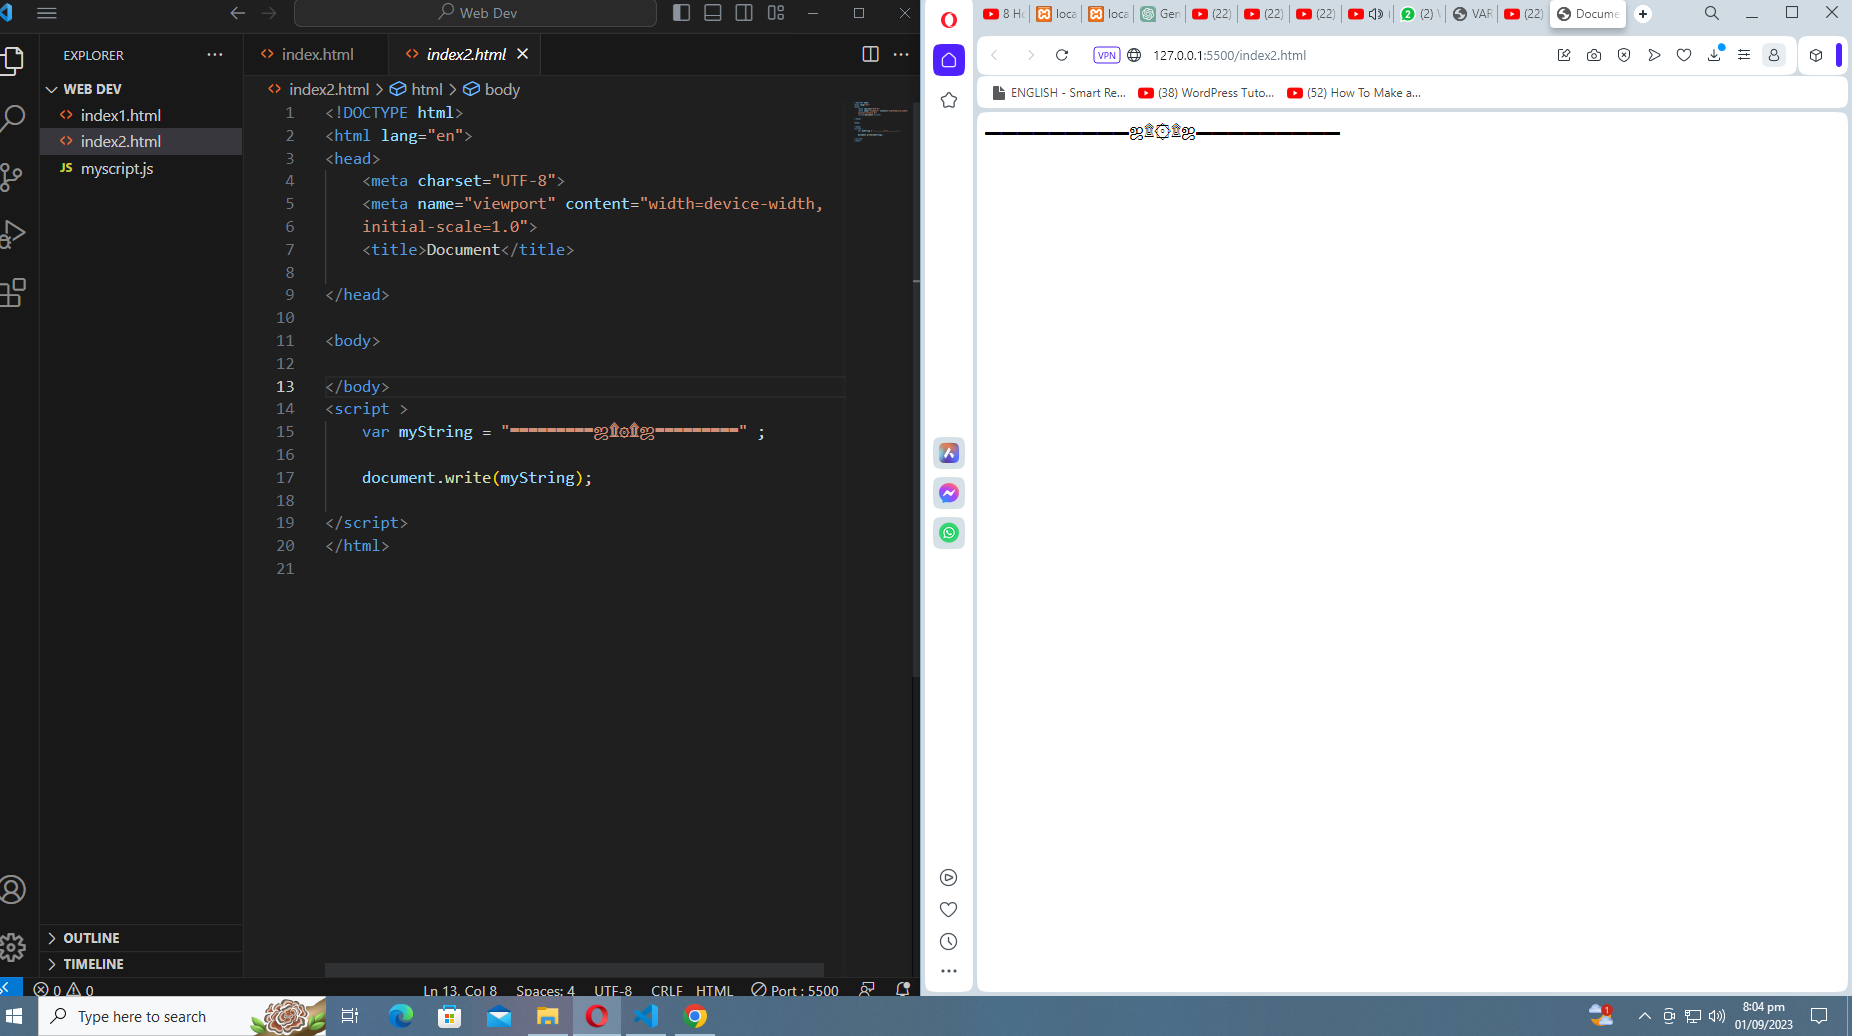 Web Dev
EXPLORER
WEB DEV
index1.html
index2.html
JS myscript.js
OUTLINE
TIMELINE
index.html
index2.html
index2.html > html > body
1 <!DOCTYPE html>
2 <html lang="en">
3 <head>
4 <meta charset="UTF-8">
5 <meta name="viewport" content="width=device-width,
6 initial-scale=1.0">
7 <title>Document</title>
8
9 </head>
10
11 <body>
12
13 </body>
14 <script >
15 var myString = "━━━━━━━━━ஜ۩۞۩ஜ━━━━━━━━━" ;
16
17 document.write(myString);
18
19 </script>
20 </html>
21
0 0
Ln 13, Col 8 Spaces: 4 UTF-8 CRLF HTML Port : 5500
8 Ho loca loca Gen (22) (22) (22) (2) VAR (22) Docume
VPN 127.0.0.1:5500/index2.html
ENGLISH - Smart Re... (38) WordPress Tuto... (52) How To Make a...
━━━━━━━━━ஜ۩۞۩ஜ━━━━━━━━━
Type here to search
1
8:04 pm
01/09/2023